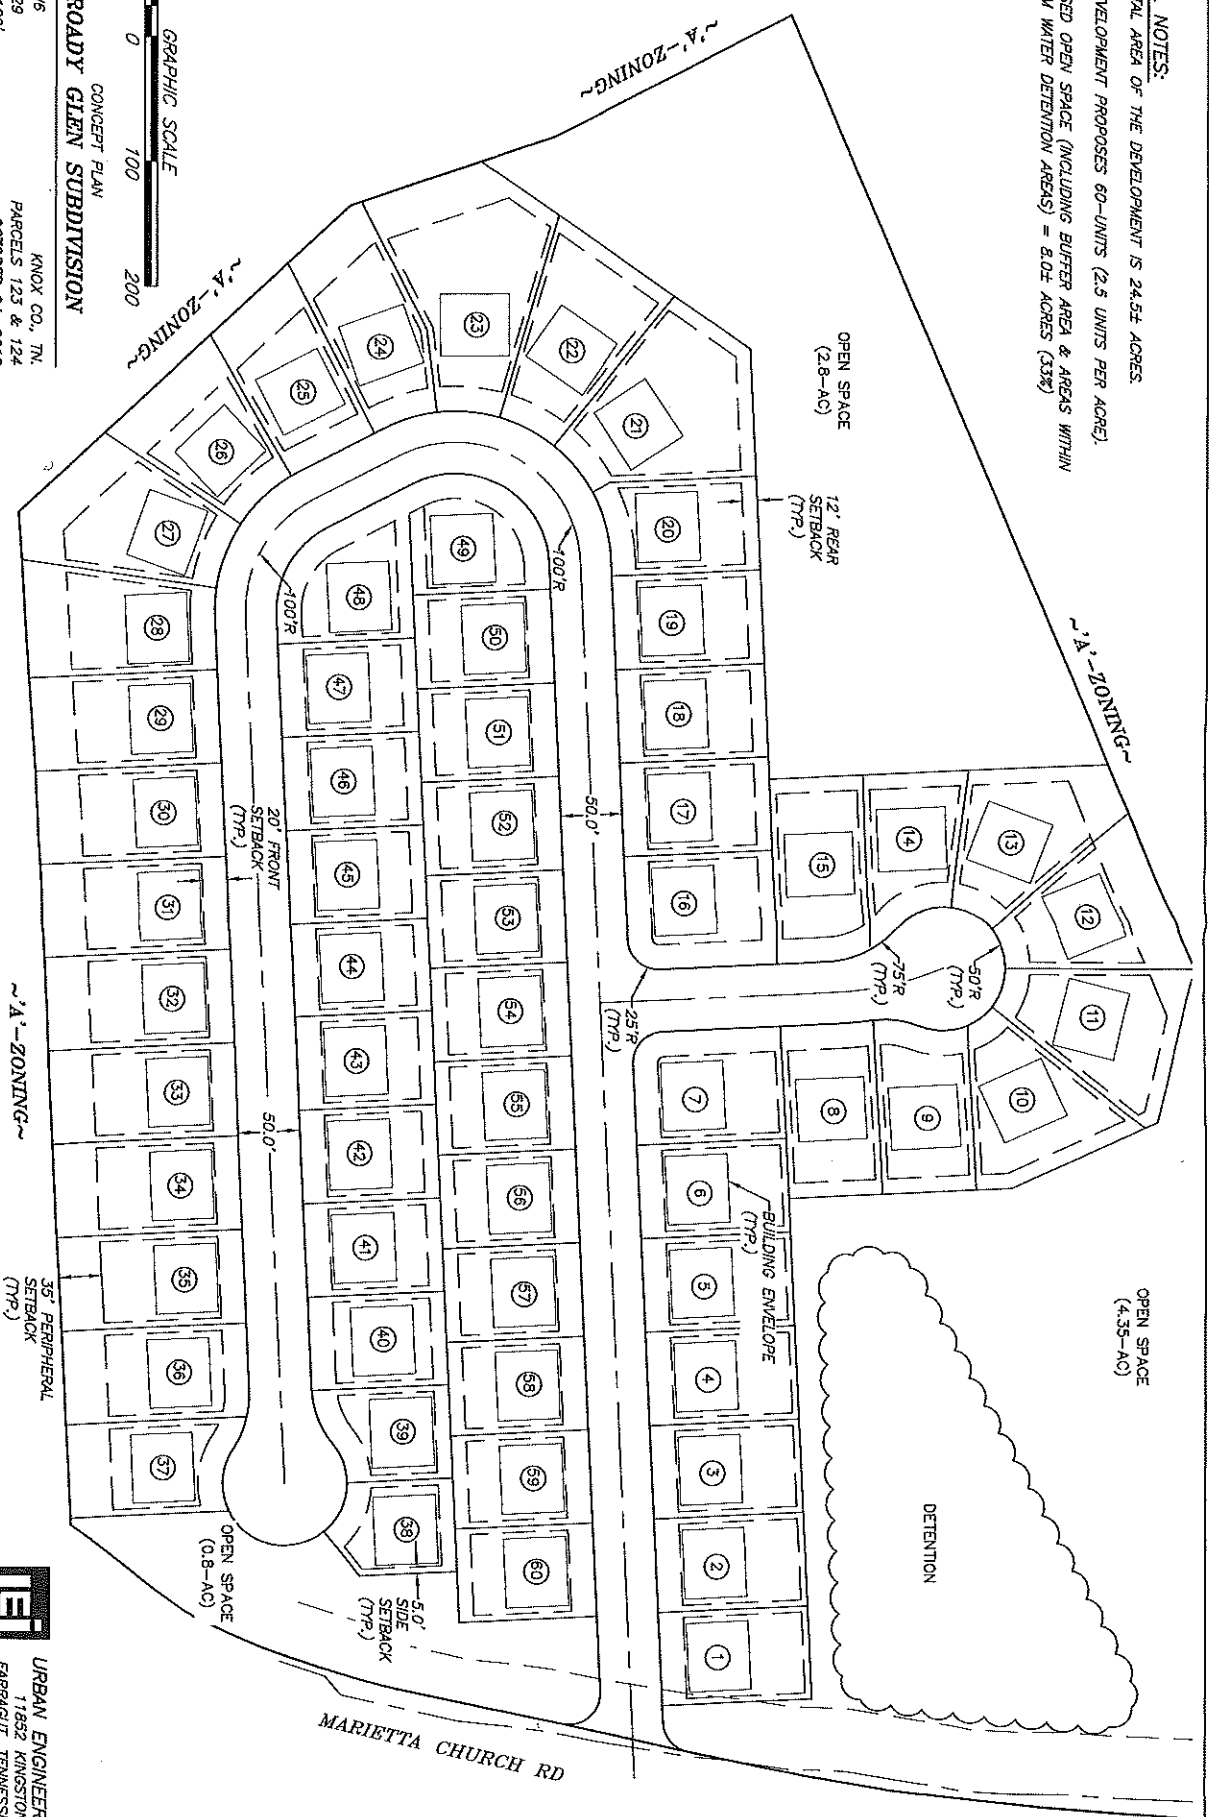 NOTES:
TAL AREA OF THE DEVELOPMENT IS 24.5± ACRES.
VELOPMENT PROPOSES 60-UNITS (2.5 UNITS PER ACRE).
SED OPEN SPACE (INCLUDING BUFFER AREA & AREAS WITHIN
M WATER DETENTION AREAS) = 8.0± ACRES (33%)
~'A'-ZONING~
~'A'-ZONING~
OPEN SPACE
(2.8-AC)
12' REAR
SETBACK
(TYP.)
OPEN SPACE
(4.35-AC)
DETENTION
BUILDING ENVELOPE
(TYP.)
50'R
(TYP.)
75'R
(TYP.)
25'R
(TYP.)
1
2
3
4
5
6
7
8
9
10
11
12
13
14
15
16
17
18
19
20
21
22
23
24
25
26
27
28
29
30
31
32
33
34
35
36
37
38
39
40
41
42
43
44
45
46
47
48
49
50
51
52
53
54
55
56
57
58
59
60
100'R
50.0'
100'R
20' FRONT
SETBACK
(TYP.)
50.0'
5.0'
SIDE
SETBACK
(TYP.)
OPEN SPACE
(0.8-AC)
MARIETTA CHURCH RD
~'A'-ZONING~
~'A'-ZONING~
35' PERIPHERAL
SETBACK
(TYP.)
GRAPHIC SCALE
0
100
200
CONCEPT PLAN
ROADY GLEN SUBDIVISION
KNOX CO., TN.
PARCELS 123 & 124
URBAN ENGINEER
11852 KINGSTON
FARRAGUT, TENNESS